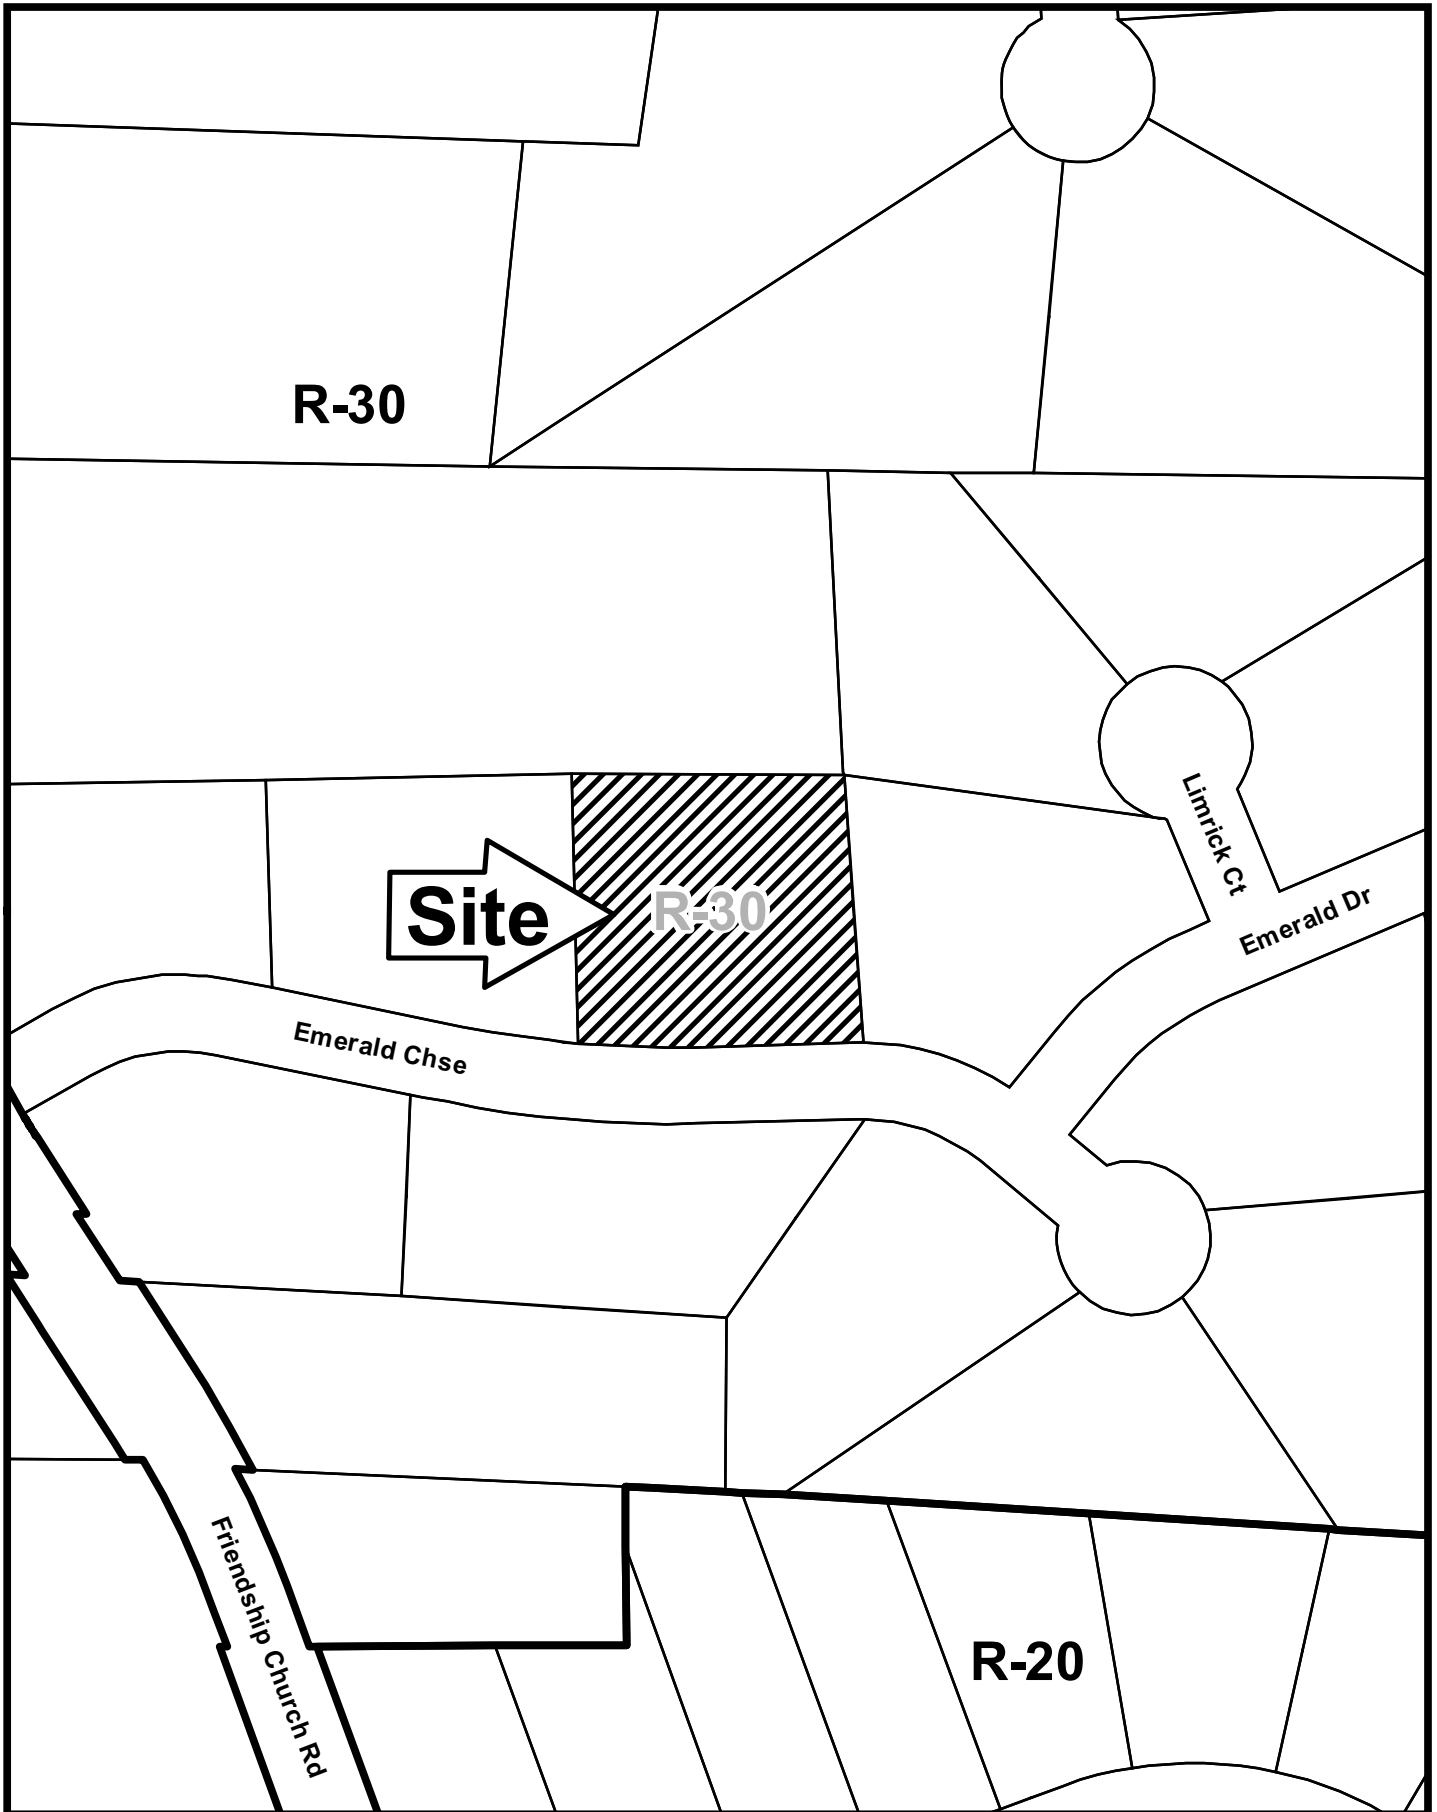 R-30
Limrick Ct
Site
R-30
Emerald Dr
Emerald Chse
Friendship Church Rd
R-20